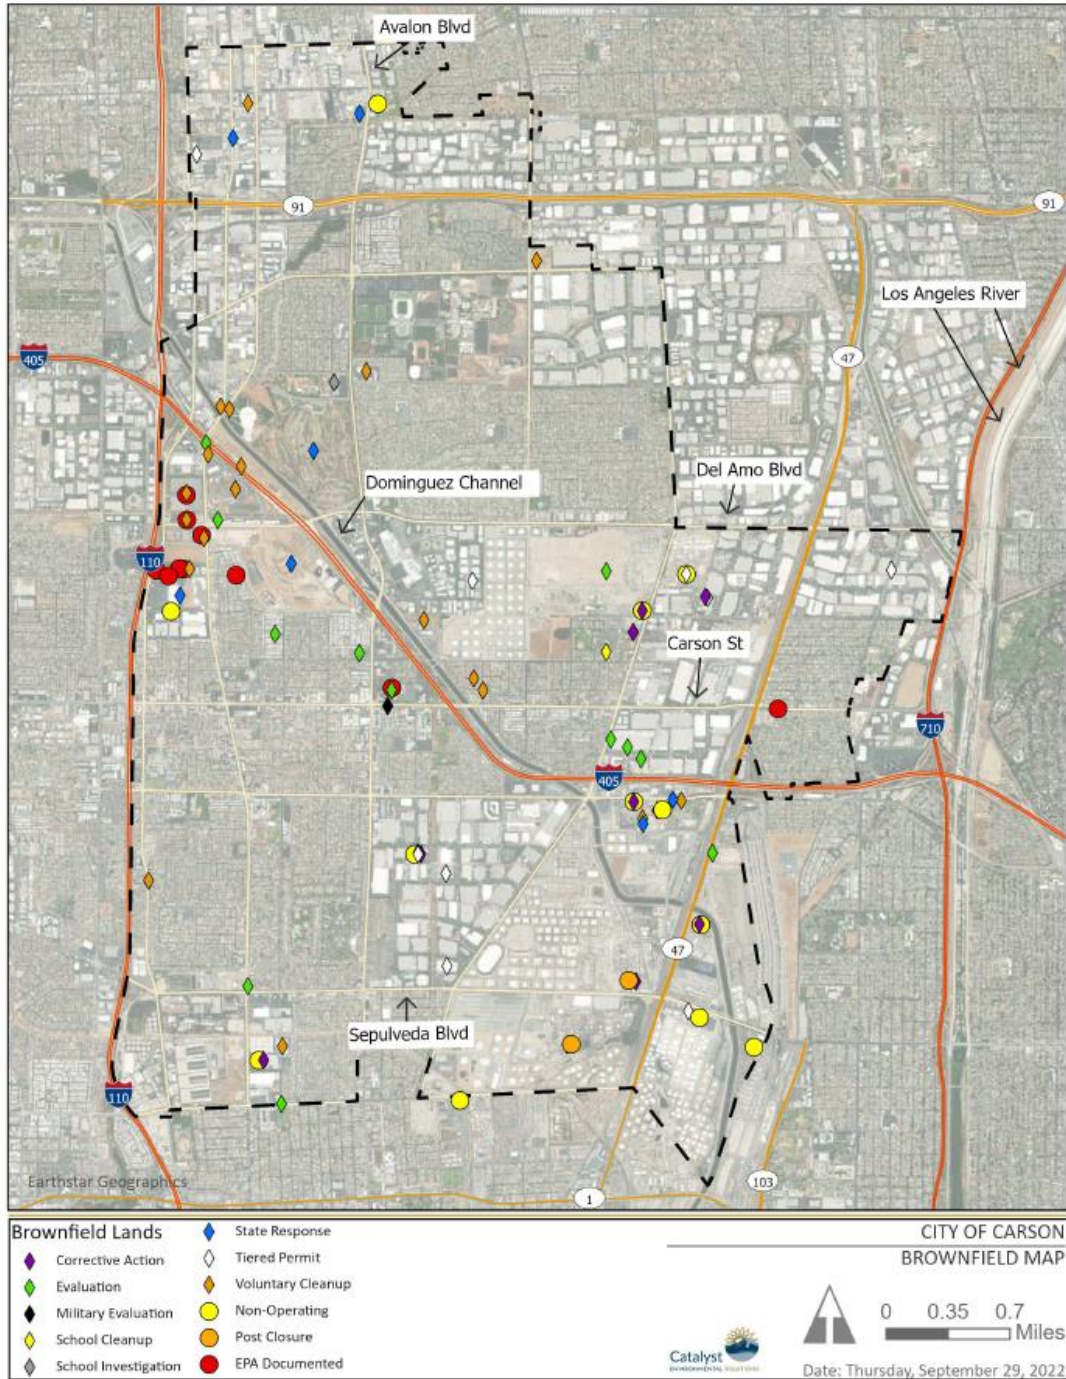 Avalon Blvd
91
91
Los Angeles River
405
47
Del Amo Blvd
Dominguez Channel
110
Carson St
710
405
47
Sepulveda Blvd
110
Earthstar Geographics
103
1
Brownfield Lands
Corrective Action
Evaluation
Military Evaluation
School Cleanup
School Investigation
State Response
Tiered Permit
Voluntary Cleanup
Non-Operating
Post Closure
EPA Documented
CITY OF CARSON
BROWNFIELD MAP
0 0.35 0.7
Miles
Catalyst
ENVIRONMENTAL SOLUTIONS
Date: Thursday, September 29, 2022